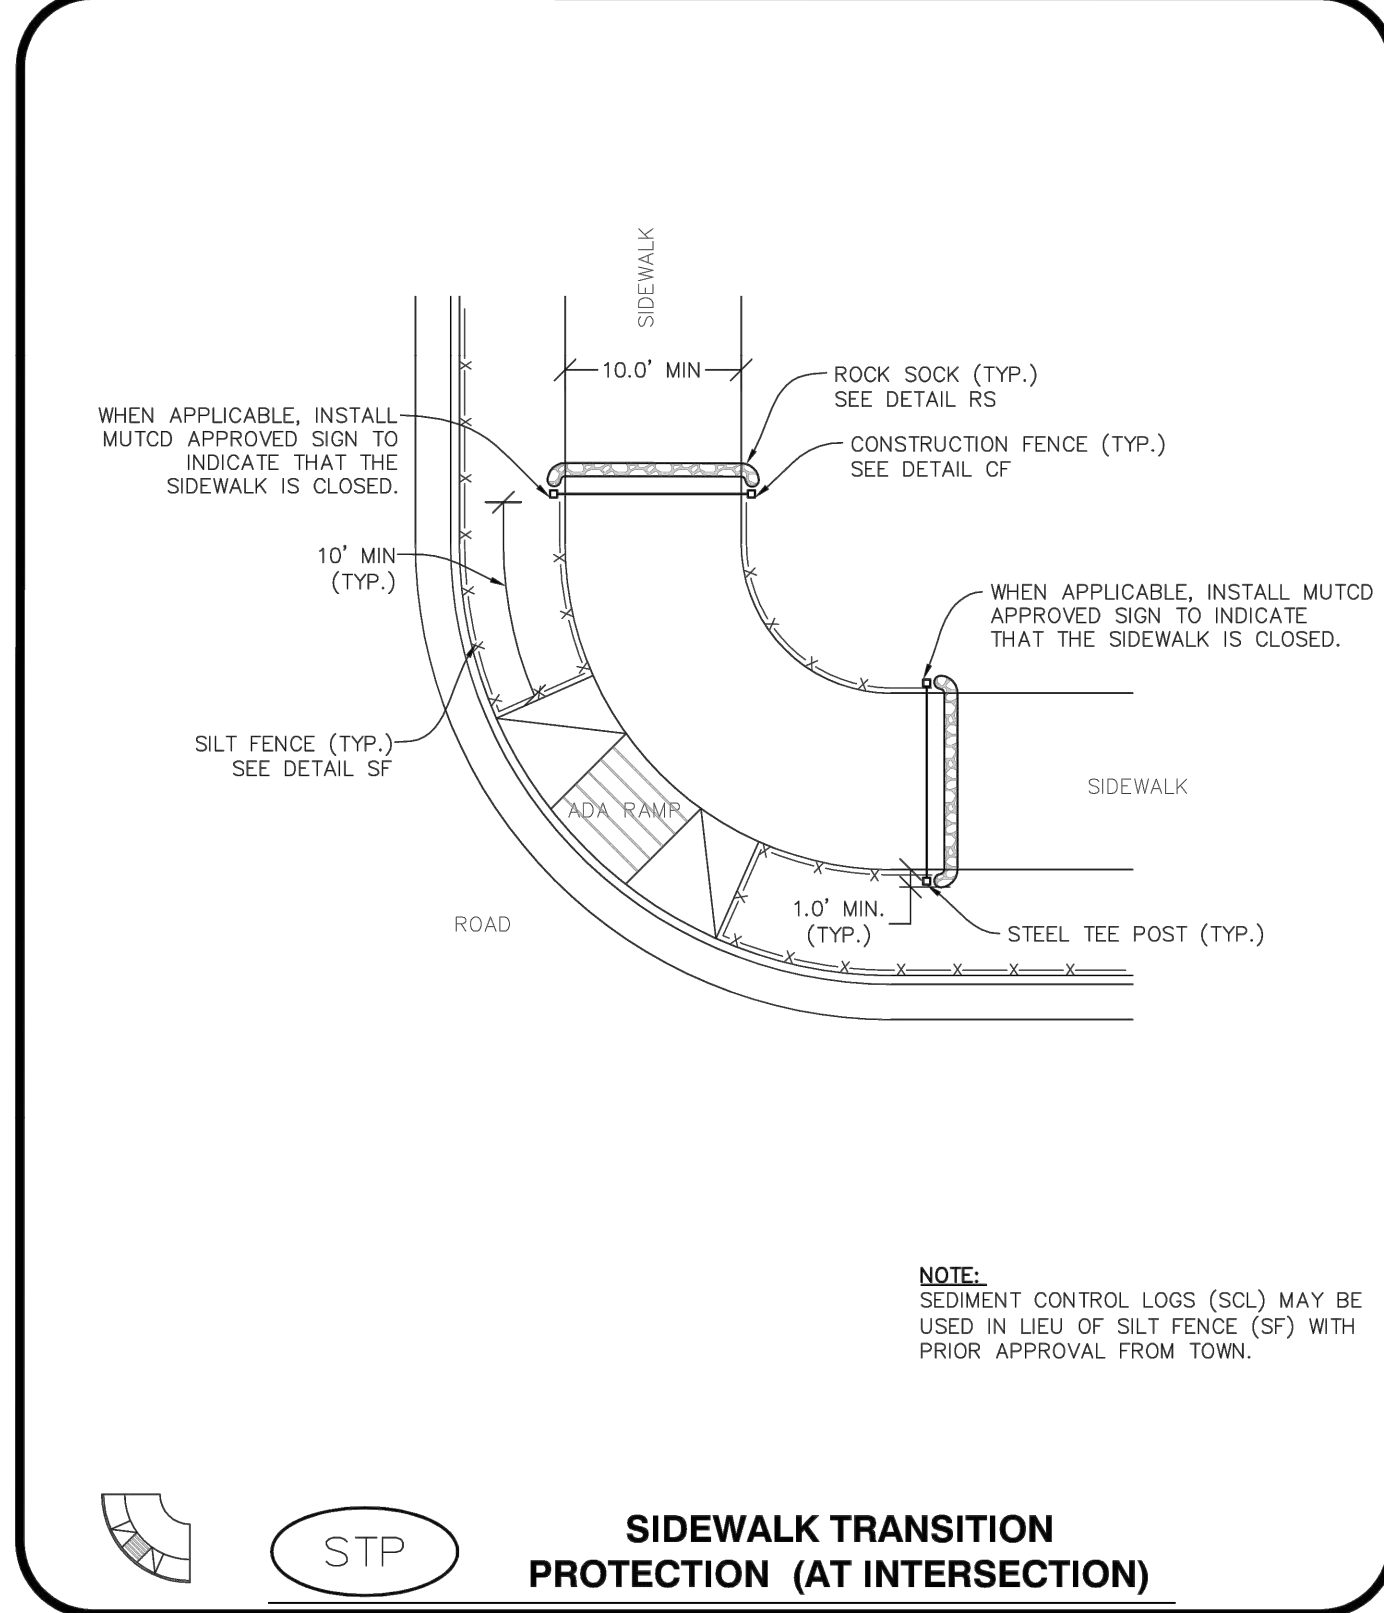 SIDEWALK
10.0' MIN
ROCK SOCK (TYP.)
SEE DETAIL RS
WHEN APPLICABLE, INSTALL
MUTCD APPROVED SIGN TO
INDICATE THAT THE
SIDEWALK IS CLOSED.
CONSTRUCTION FENCE (TYP.)
SEE DETAIL CF
10' MIN
(TYP.)
WHEN APPLICABLE, INSTALL MUTCD
APPROVED SIGN TO INDICATE
THAT THE SIDEWALK IS CLOSED.
SILT FENCE (TYP.)
SEE DETAIL SF
SIDEWALK
ADA RAMP
ROAD
1.0' MIN.
(TYP.)
STEEL TEE POST (TYP.)
NOTE:
SEDIMENT CONTROL LOGS (SCL) MAY BE
USED IN LIEU OF SILT FENCE (SF) WITH
PRIOR APPROVAL FROM TOWN.
STP
SIDEWALK TRANSITION
PROTECTION (AT INTERSECTION)